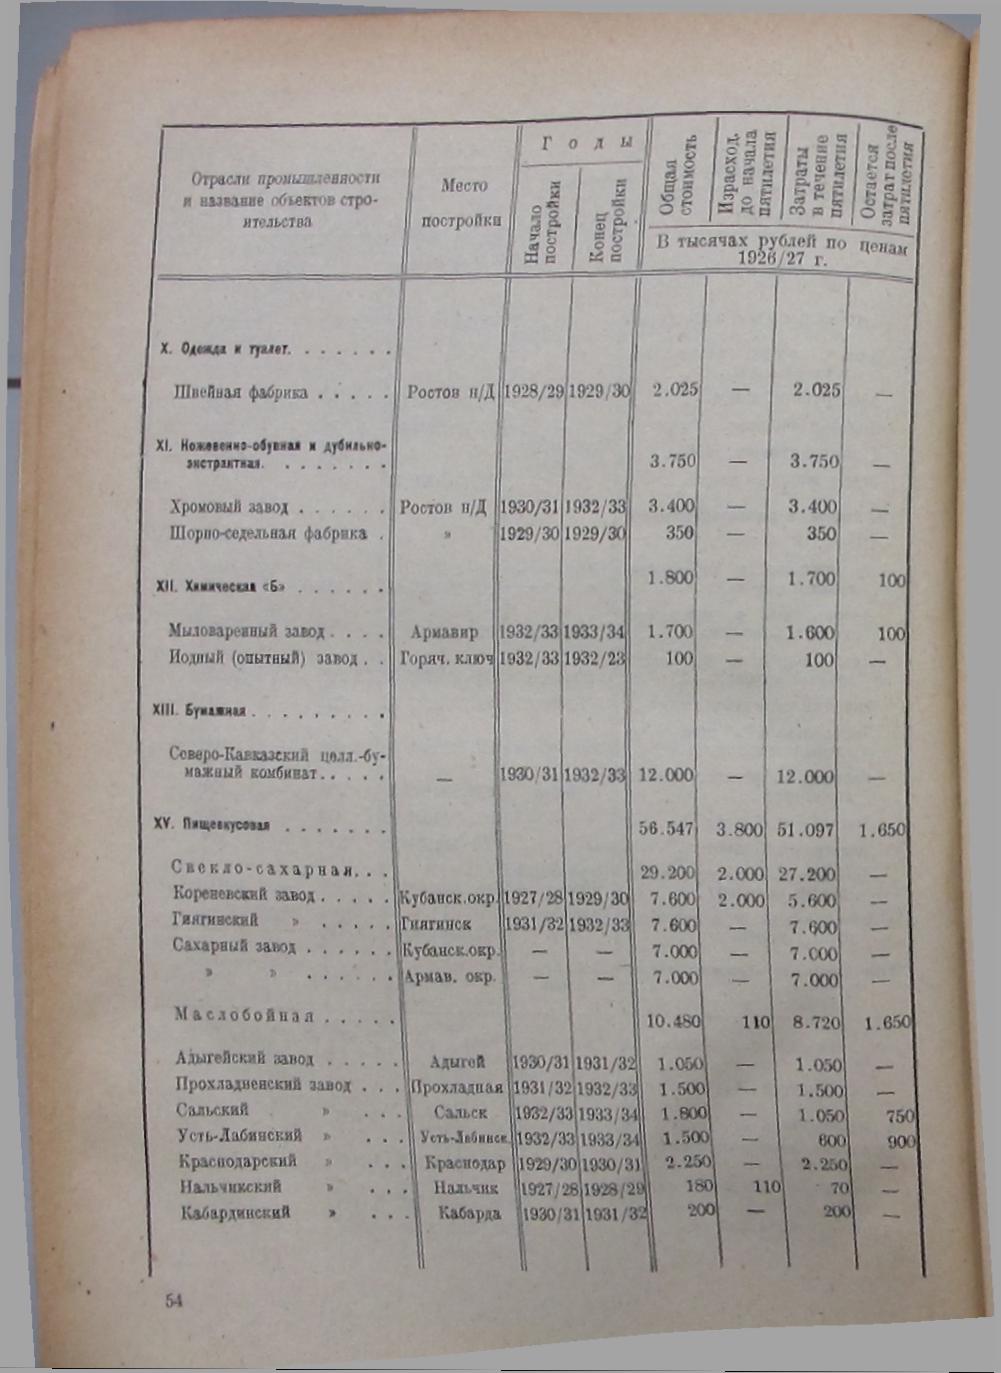 Отрасли промышленности
и название объектов стро-
ительства
Место
постройки
Годы
Начало
постройки
Конец
постройки
Общая
стоимость
Израсход.
до начала
пятилетия
Затраты
в течение
пятилетия
Остается
затрат после
пятилетия
В тысячах рублей по ценам
1926/27 г.
X. Одежда и туалет. . . . . . .
Швейная фабрика . . . . . Ростов н/Д 1928/29 1929/30 2.025 — 2.025 —
XI. Кожевенно-обувная и дубильно-
экстрактная. . . . . . . . 3.750 — 3.750 —
Хромовый завод . . . . . . Ростов н/Д 1930/31 1932/33 3.400 — 3.400 —
Шорно-седельная фабрика . » 1929/30 1929/30 350 — 350 —
XII. Химическая «Б» . . . . . . 1.800 — 1.700 100
Мыловаренный завод . . . . Армавир 1932/33 1933/34 1.700 — 1.600 100
Иодный (опытный) завод . . Горяч. ключ 1932/33 1932/23 100 — 100 —
XIII. Бумажная . . . . . . . . .
Северо-Кавказский целл.-бу-
мажный комбинат . . . . . — 1930/31 1932/33 12.000 — 12.000 —
XV. Пищевкусовая . . . . . . . 56.547 3.800 51.097 1.650
Свекло-сахарная. . . 29.200 2.000 27.200 —
Кореневский завод . . . . . Кубанск.окр. 1927/28 1929/30 7.600 2.000 5.600 —
Гиягинский » . . . . . Гиягинск 1931/32 1932/33 7.600 — 7.600 —
Сахарный завод . . . . . . Кубанск.окр. — — 7.000 — 7.000 —
» » . . . . . . Армав. окр. — — 7.000 — 7.000 —
Маслобойная . . . . . 10.480 110 8.720 1.650
Адыгейский завод . . . . . Адыгей 1930/31 1931/32 1.050 — 1.050 —
Прохладненский завод . . . Прохладная 1931/32 1932/33 1.500 — 1.500 —
Сальский » . . . Сальск 1932/33 1933/34 1.800 — 1.050 750
Усть-Лабинский » . . . Усть-Лабинск. 1932/33 1933/34 1.500 — 600 900
Краснодарский » . . . Краснодар 1929/30 1930/31 2.250 — 2.250 —
Нальчикский » . . . Нальчик 1927/28 1928/29 180 110 70 —
Кабардинский » . . . Кабарда 1930/31 1931/32 200 — 200 —
54